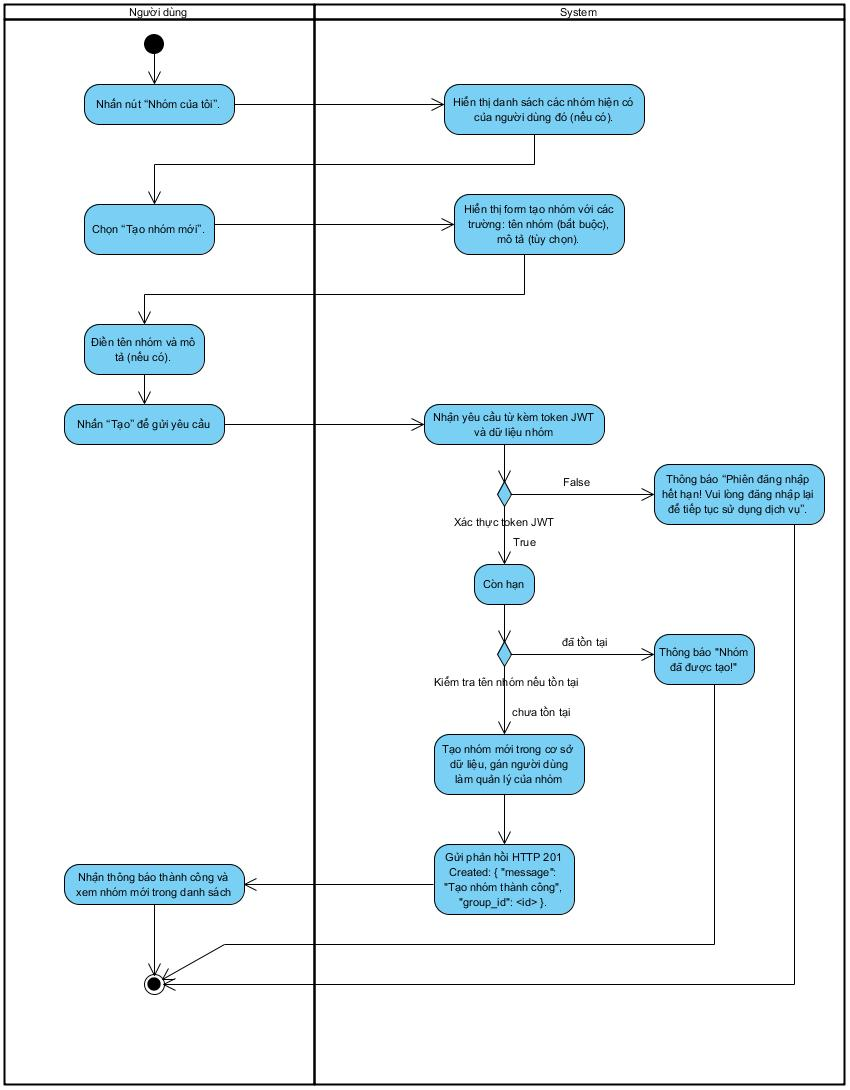 Người dùng
System
Nhấn nút “Nhóm của tôi”.
Hiển thị danh sách các nhóm hiện có
của người dùng đó (nếu có).
Chọn “Tạo nhóm mới”.
Hiển thị form tạo nhóm với các
trường: tên nhóm (bắt buộc),
mô tả (tùy chọn).
Điền tên nhóm và mô
tả (nếu có).
Nhấn “Tạo” để gửi yêu cầu
Nhận yêu cầu từ kèm token JWT
và dữ liệu nhóm
False
Thông báo “Phiên đăng nhập
hết hạn! Vui lòng đăng nhập lại
để tiếp tục sử dụng dịch vụ”.
Xác thực token JWT
True
Còn hạn
đã tồn tại
Thông báo "Nhóm
đã được tạo!"
Kiểm tra tên nhóm nếu tồn tại
chưa tồn tại
Tạo nhóm mới trong cơ sở
dữ liệu, gán người dùng
làm quản lý của nhóm
Gửi phản hồi HTTP 201
Created: { "message":
"Tạo nhóm thành công",
"group_id": <id> }.
Nhận thông báo thành công và
xem nhóm mới trong danh sách